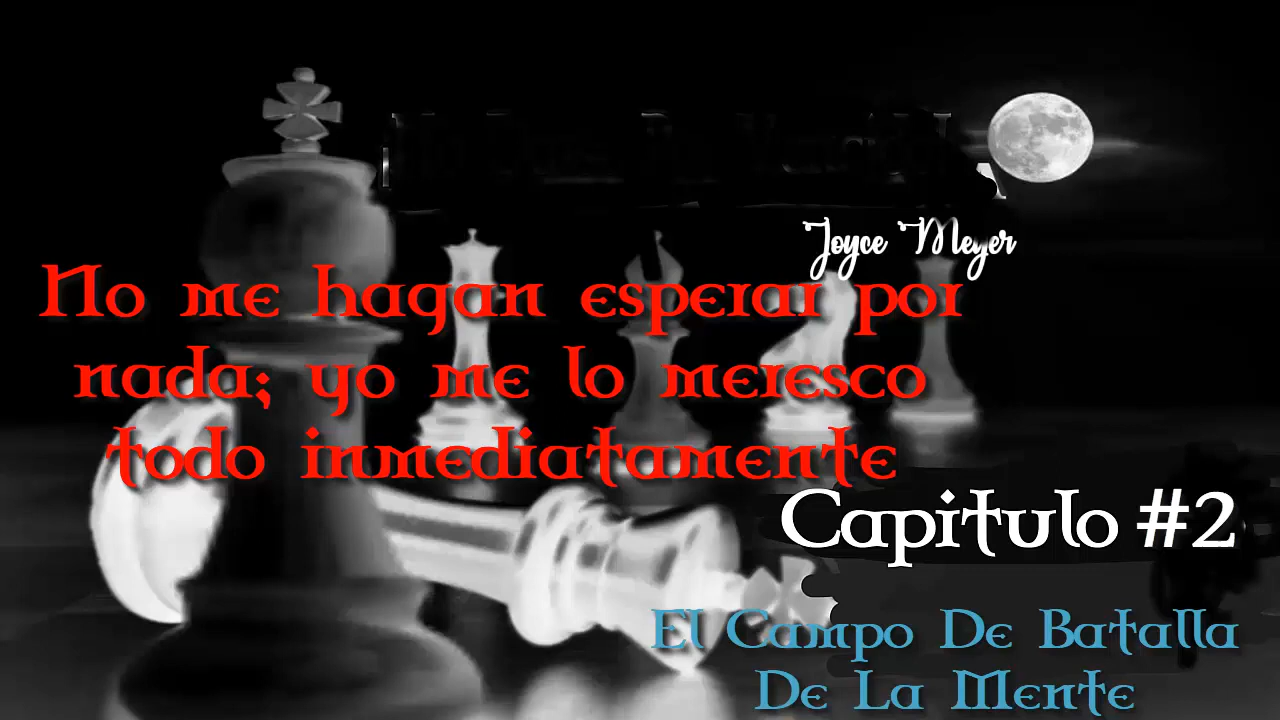 Joyce Meyer
No me hagan esperar por
nada; yo me lo meresco
todo inmediatamente
Capitulo #2
El Campo De Batalla
De La Mente